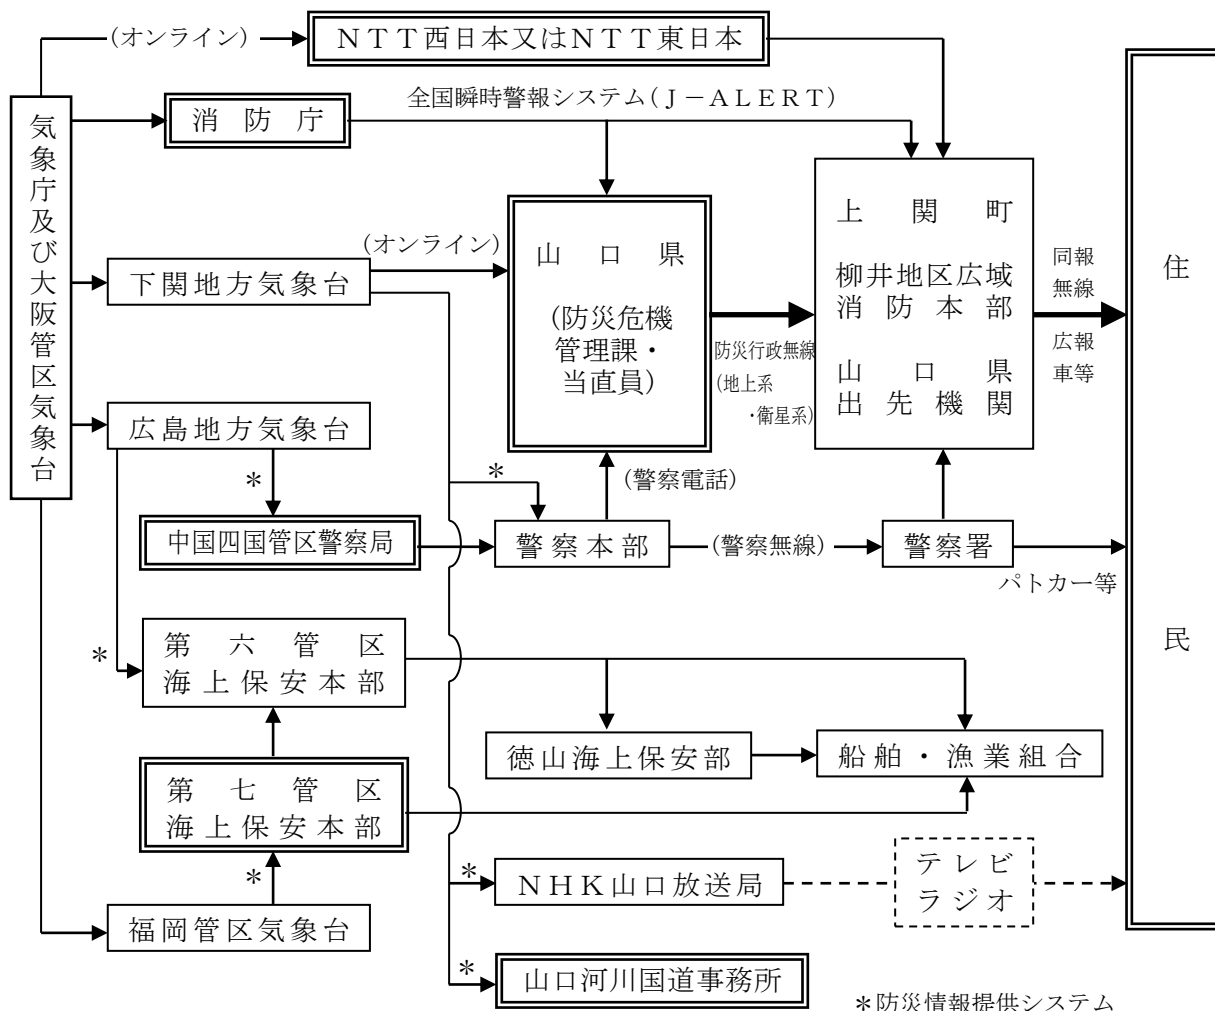 (オンライン)
ＮＴＴ西日本又はＮＴＴ東日本
全国瞬時警報システム(Ｊ－ＡＬＥＲＴ)
消防庁
気象庁及び大阪管区気象台
上関町
柳井地区広域
消防本部
山口県
出先機関
(オンライン)
山口県
(防災危機
管理課・
当直員)
下関地方気象台
同報
無線
広報
車等
住民
防災行政無線
(地上系
・衛星系)
広島地方気象台
＊
＊
(警察電話)
中国四国管区警察局
警察本部
(警察無線)
警察署
パトカー等
第六管区
海上保安本部
＊
徳山海上保安部
船舶・漁業組合
第七管区
海上保安本部
＊
＊
ＮＨＫ山口放送局
テレビ
ラジオ
福岡管区気象台
＊
山口河川国道事務所
＊防災情報提供システム